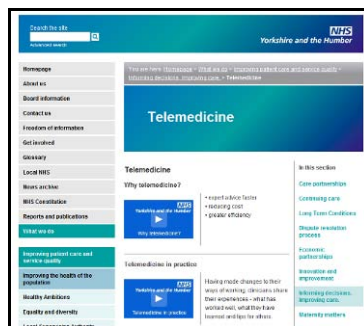 Search the site
Advanced search
NHS
Yorkshire and the Humber
Homepage
About us
Board information
Contact us
Freedom of information
Get involved
Glossary
Local NHS
News archive
NHS Constitution
Reports and publications
What we do
Improving patient care and
service quality
Improving the health of the
population
Healthy Ambitions
Equality and diversity
You are here: Homepage > What we do > Improving patient care and service quality >
Informing decisions, improving care. > Telemedicine
Telemedicine
Telemedicine
Why telemedicine?
NHS
Yorkshire and the Humber
Why telemedicine?
• expert advice faster
• reducing cost
• greater efficiency
Telemedicine in practice
NHS
Yorkshire and the Humber
Telemedicine in practice
Having made changes to their
ways of working, clinicians share
their experiences - what has
worked well, what they have
learned and tips for others.
In this section
Care partnerships
Continuing care
Long Term Conditions
Dispute resolution
process
Economic
partnerships
Innovation and
improvement
Informing decisions,
improving care.
Maternity matters